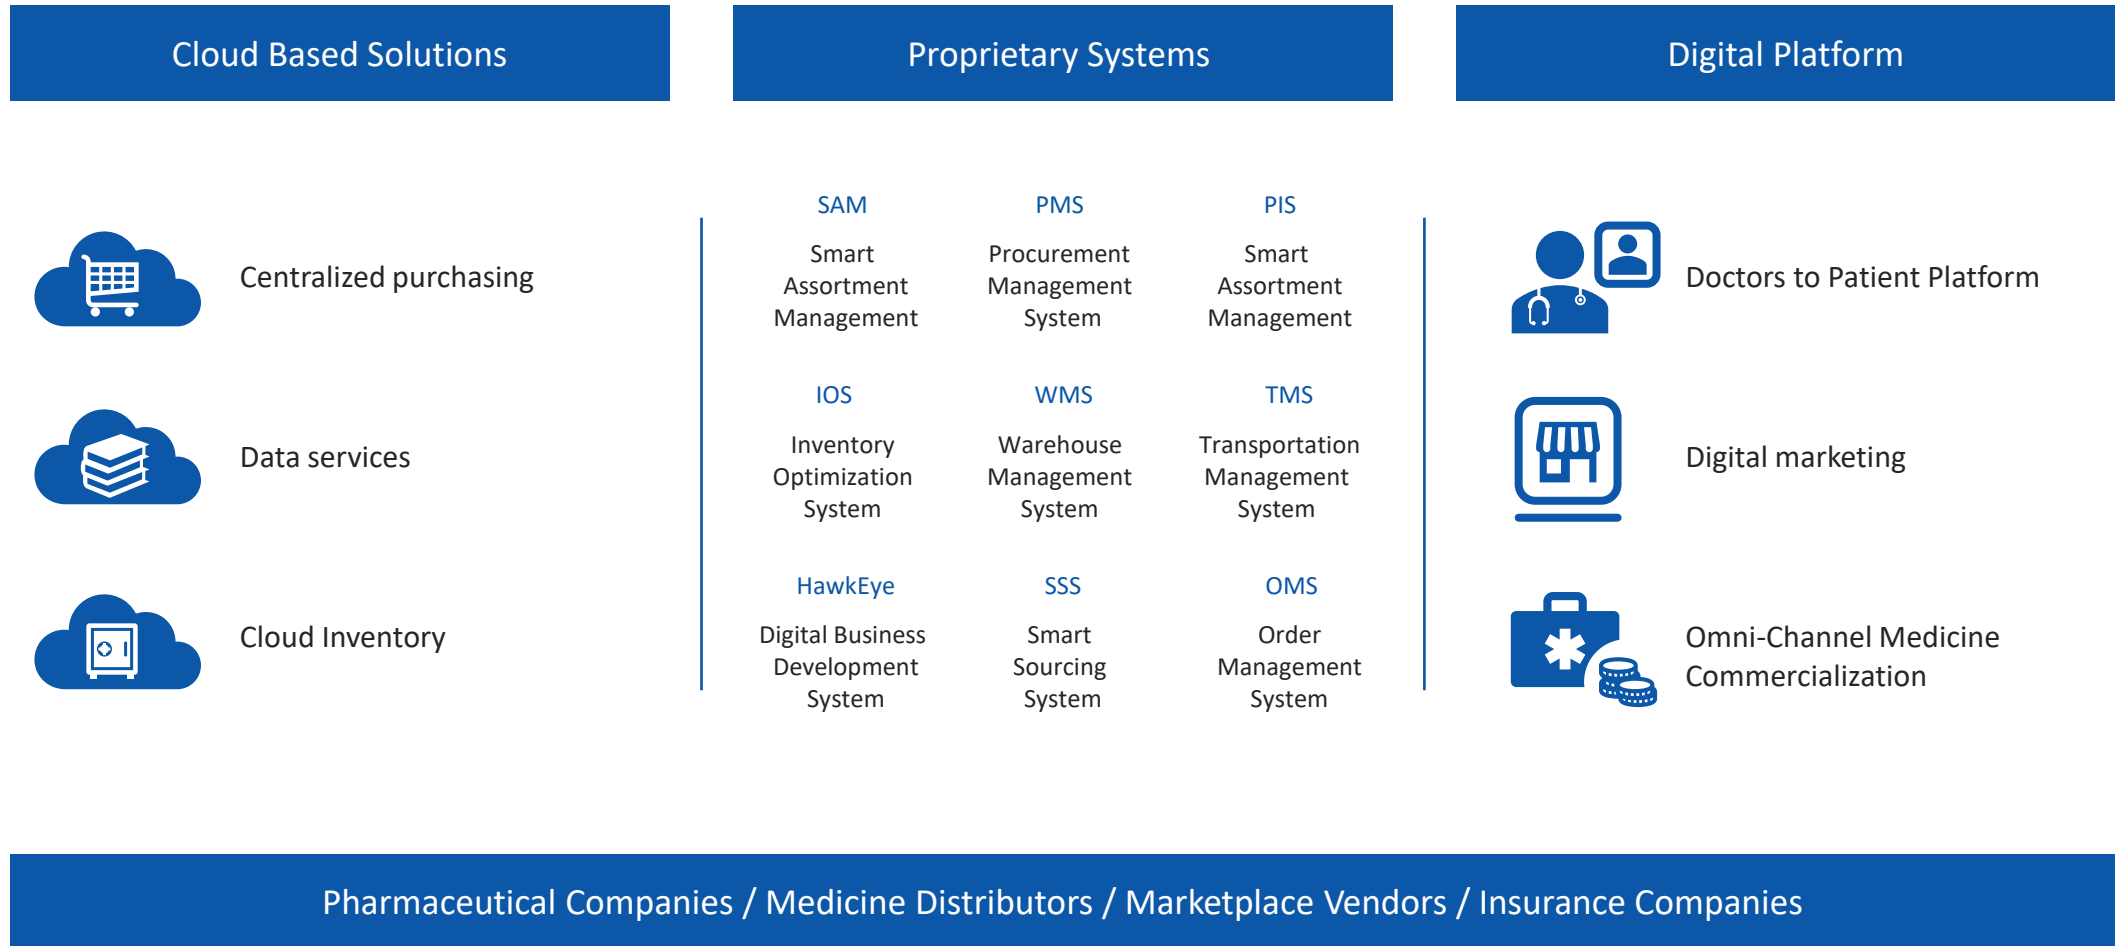 Cloud Based Solutions
Centralized purchasing
Data services
Cloud Inventory
Proprietary Systems
SAM
Smart
Assortment
Management
PMS
Procurement
Management
System
PIS
Smart
Assortment
Management
IOS
Inventory
Optimization
System
WMS
Warehouse
Management
System
TMS
Transportation
Management
System
HawkEye
Digital Business
Development
System
SSS
Smart
Sourcing
System
OMS
Order
Management
System
Digital Platform
Doctors to Patient Platform
Digital marketing
Omni-Channel Medicine
Commercialization
Pharmaceutical Companies / Medicine Distributors / Marketplace Vendors / Insurance Companies